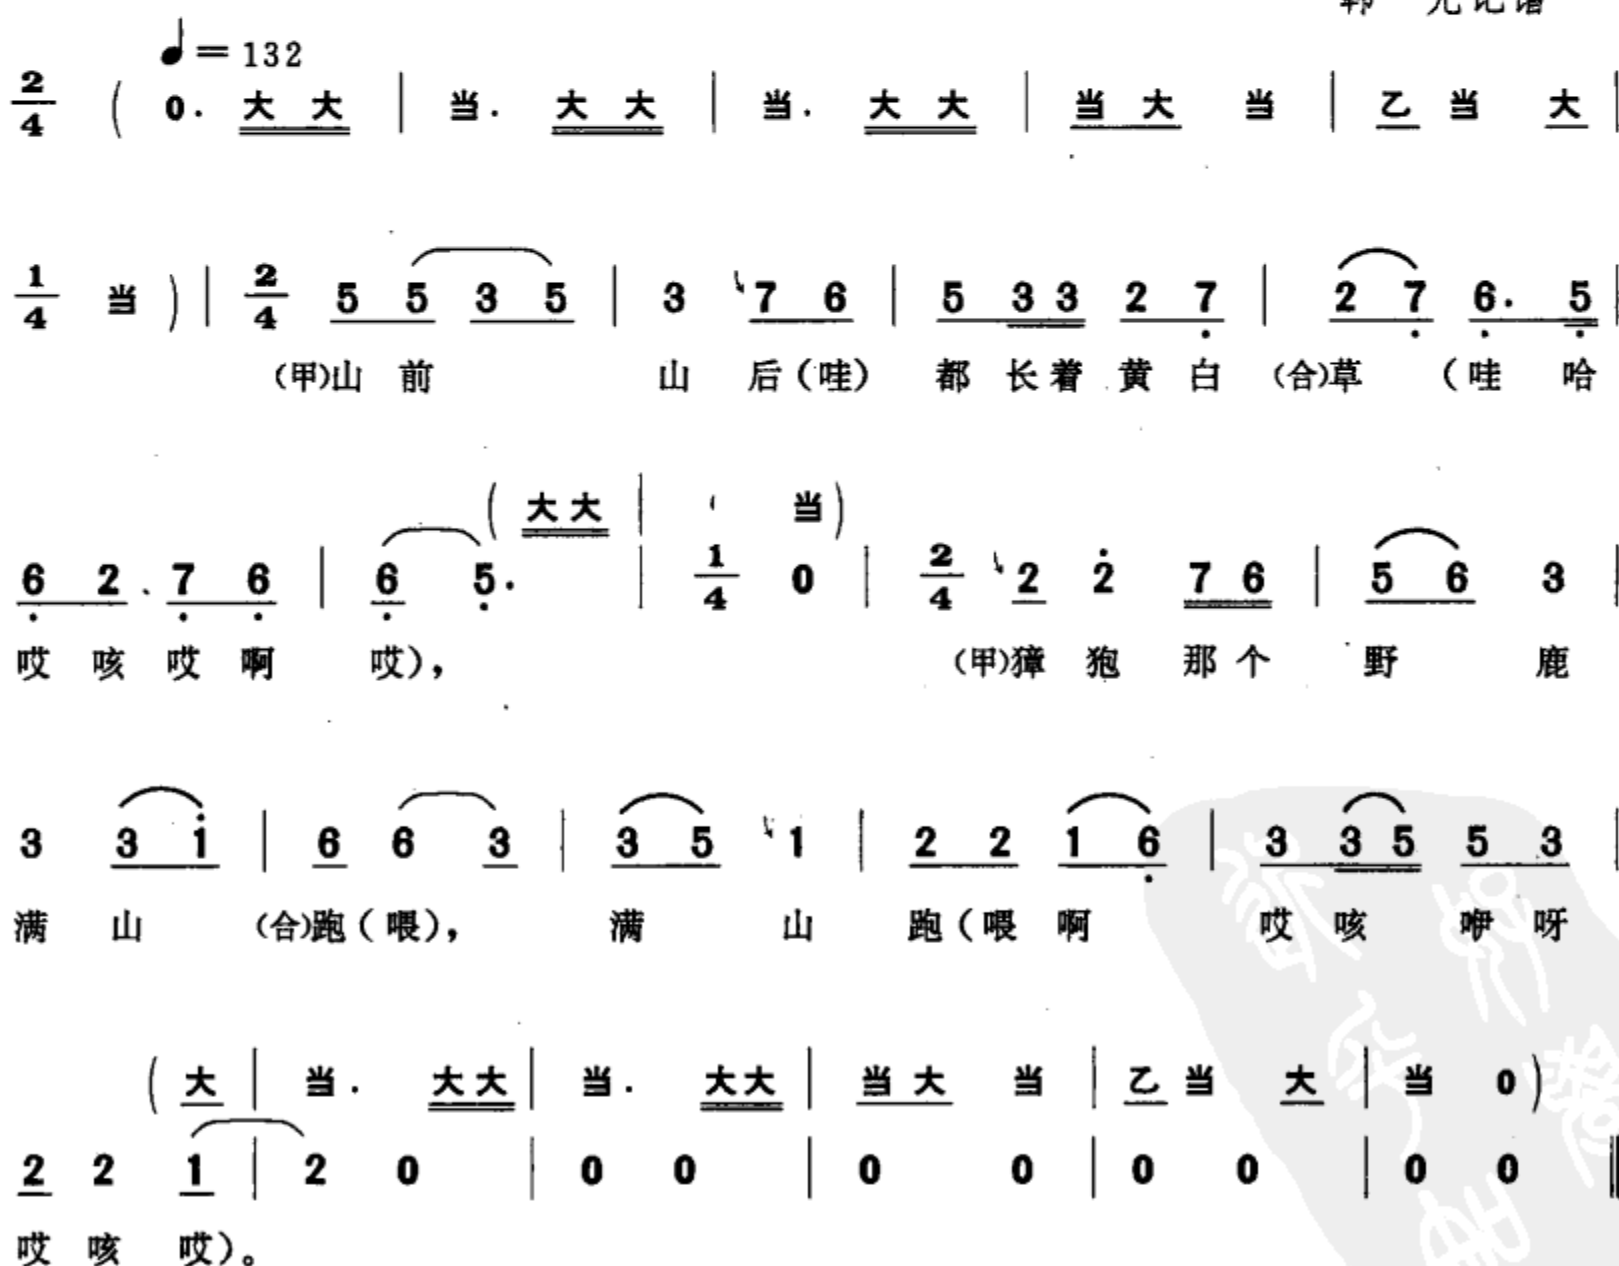 元记谱
♩= 132
2/4 ( 0. 大 大 | 当. 大 大 | 当. 大 大 | 当 大 当 | 乙 当 大 |
1/4 当 ) | 2/4 5 5 3 5 | 3 7 6 | 5 3 3 2 7 | 2 7 6. 5 |
(甲)山 前 山 后(哇) 都 长 着 黄 白 (合)草 (哇 哈
( 大 大 | 当 )
6 2 7 6 | 6 5. | 1/4 0 | 2/4 2 2 7 6 | 5 6 3 |
哎 咳 哎 啊 哎), (甲)獐 狍 那 个 野 鹿
3 3 1 | 6 6 3 | 3 5 1 | 2 2 1 6 | 3 3 5 5 3 |
满 山 (合)跑(喂), 满 山 跑(喂 啊 哎 咳 咿 呀
( 大 | 当. 大 大 | 当. 大 大 | 当 大 当 | 乙 当 大 | 当 0 )
2 2 1 | 2 0 | 0 0 | 0 0 | 0 0 | 0 0 ‖
哎 咳 哎)。